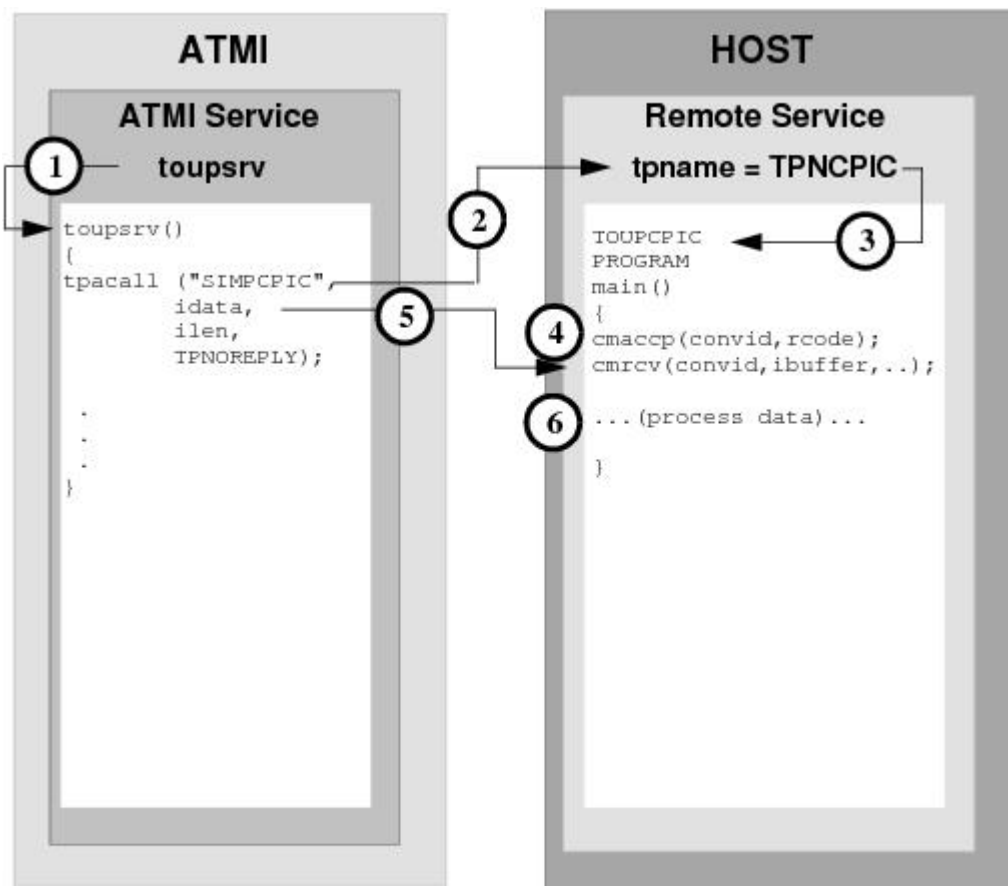 ATMI
ATMI Service
toupsrv
1
toupsrv()
{
tpacall ("SIMPCPIC",
idata,
ilen,
TPNOREPLY);
.
.
.
}
2
5
HOST
Remote Service
tpname = TPNCPIC
3
TOUPCPIC
PROGRAM
main()
{
4
cmaccp(convid,rcode);
cmrcv(convid,ibuffer,..);
6
...(process data)...
}